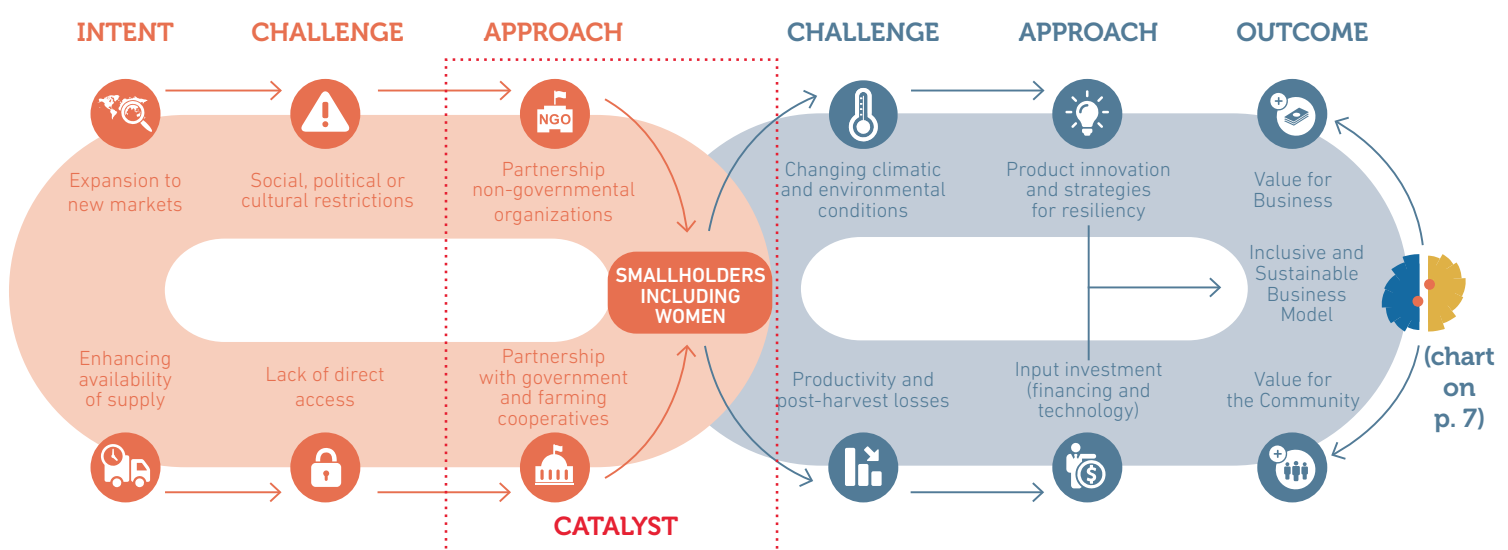 INTENT
CHALLENGE
APPROACH
CHALLENGE
APPROACH
OUTCOME
NGO
Expansion to
new markets
Social, political or
cultural restrictions
Partnership
non-governmental
organizations
Changing climatic
and environmental
conditions
Product innovation
and strategies
for resiliency
Value for
Business
SMALLHOLDERS
INCLUDING
WOMEN
Inclusive and
Sustainable
Business
Model
Enhancing
availability
of supply
Lack of direct
access
Partnership
with government
and farming
cooperatives
Productivity and
post-harvest losses
Input investment
(financing and
technology)
Value for
the Community
(chart
on
p. 7)
$
CATALYST